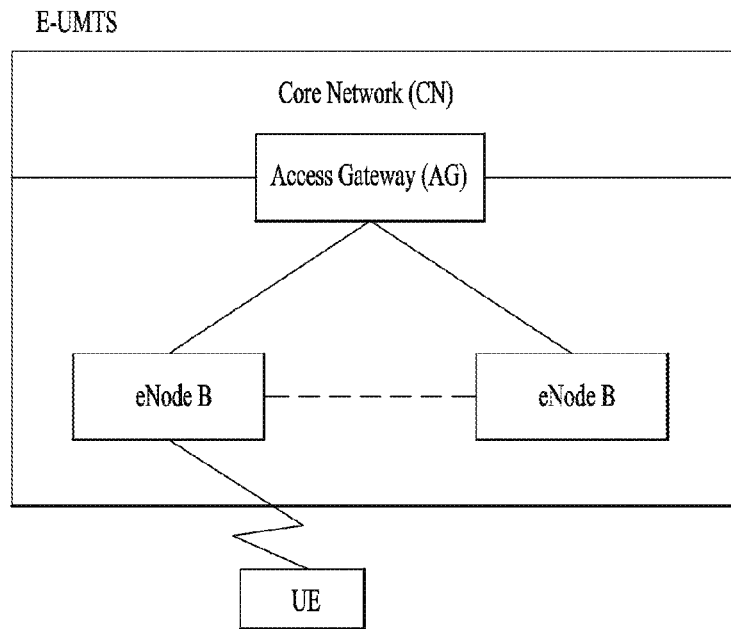 E-UMTS
Core Network (CN)
Access Gateway (AG)
eNode B
eNode B
UE